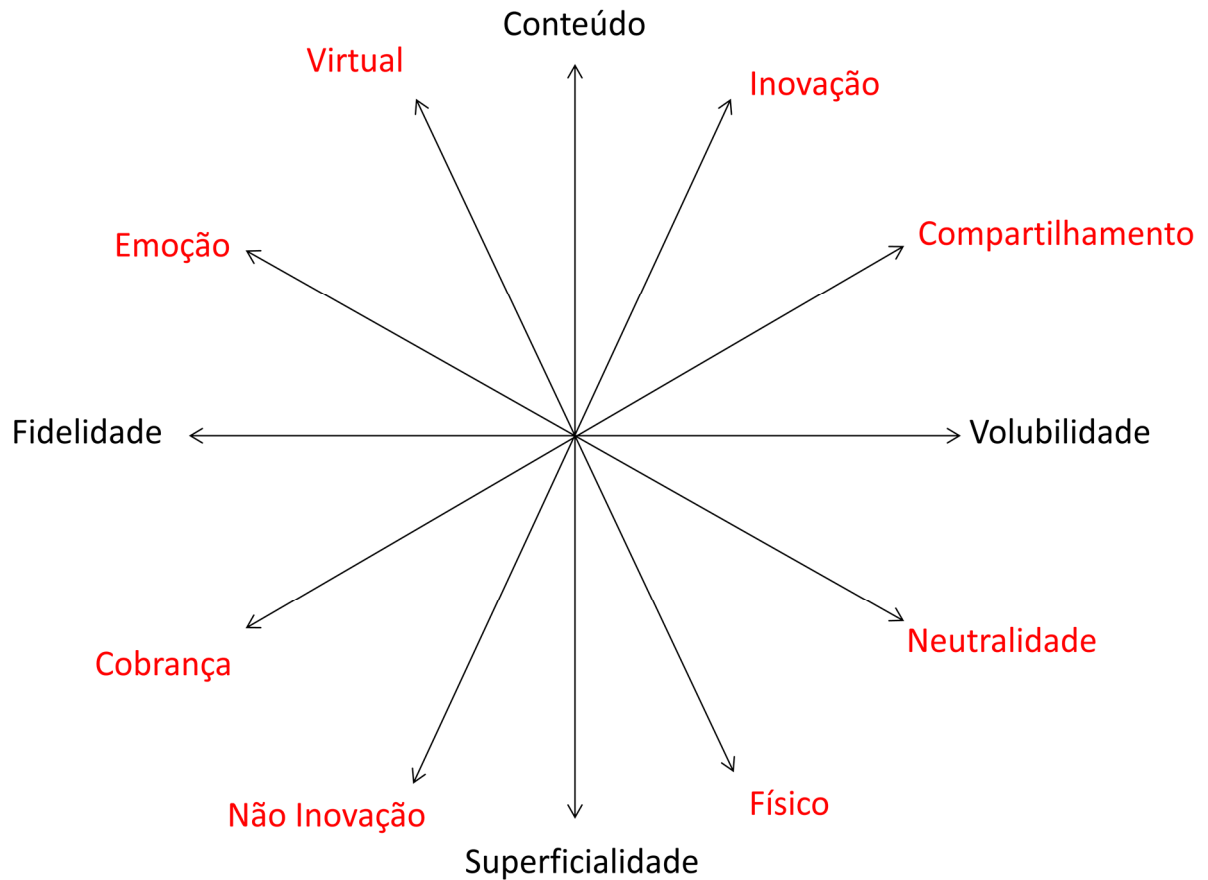 Conteúdo
Virtual
Inovação
Emoção
Compartilhamento
Fidelidade
Volubilidade
Cobrança
Neutralidade
Não Inovação
Físico
Superficialidade